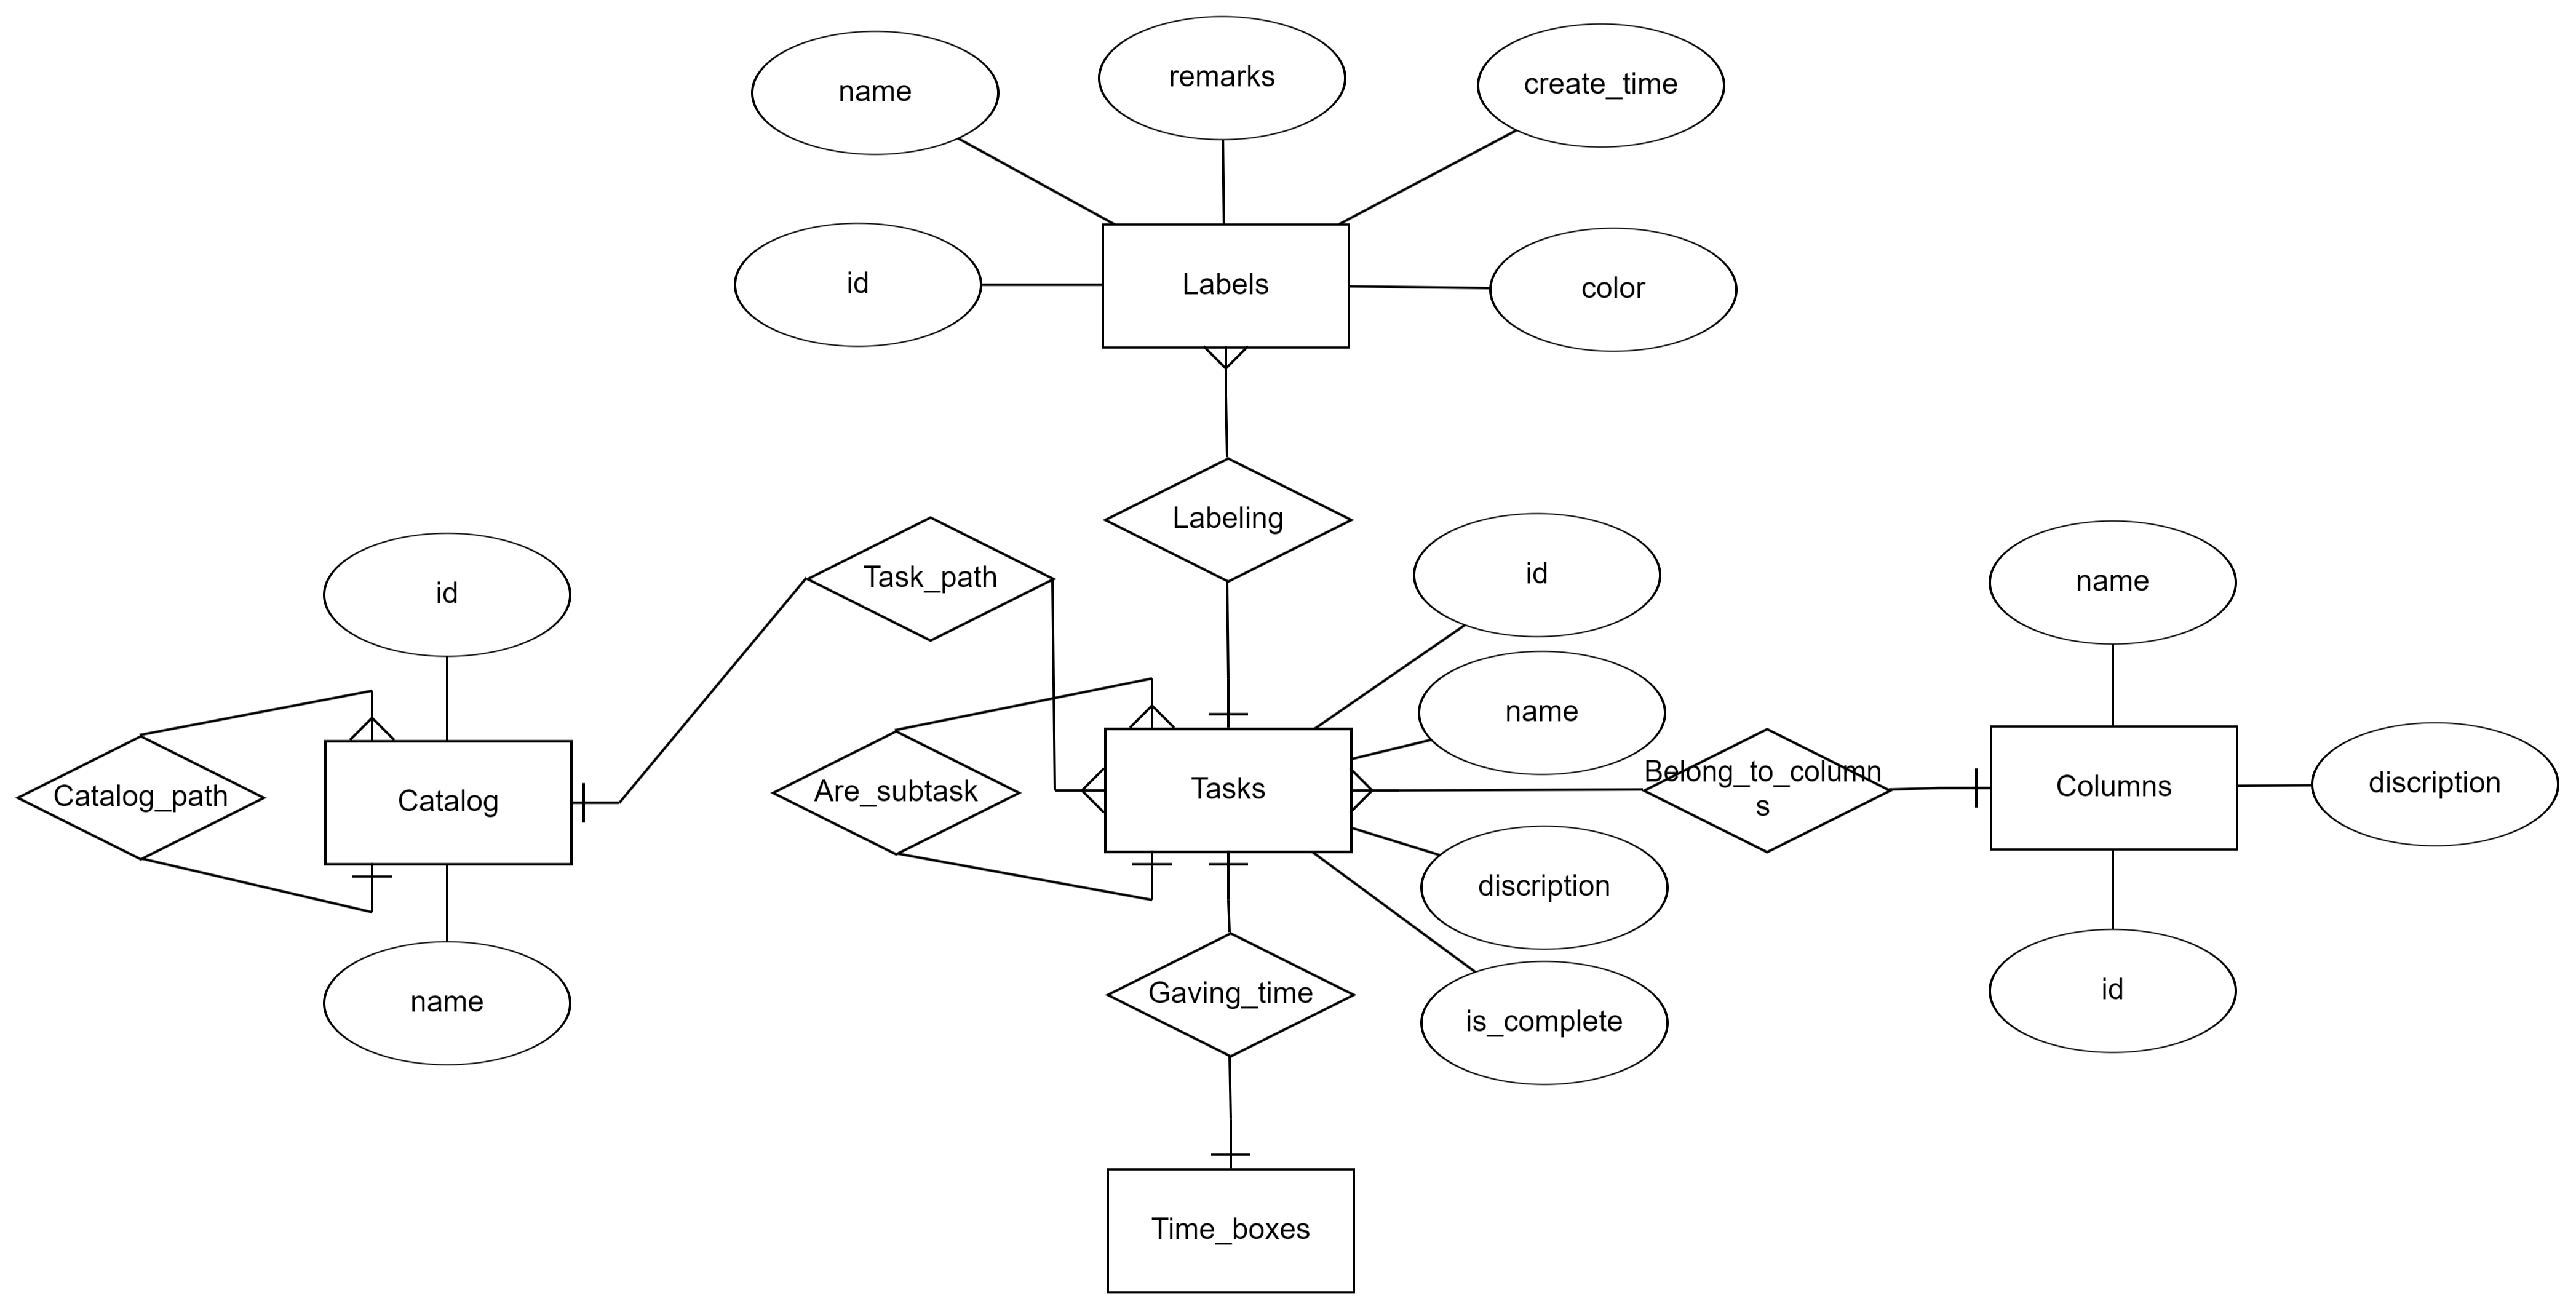 name
remarks
create_time
id
Labels
color
Labeling
Task_path
id
name
id
name
Catalog_path
Catalog
Are_subtask
Tasks
Belong_to_column
s
Columns
discription
discription
name
Gaving_time
is_complete
id
Time_boxes